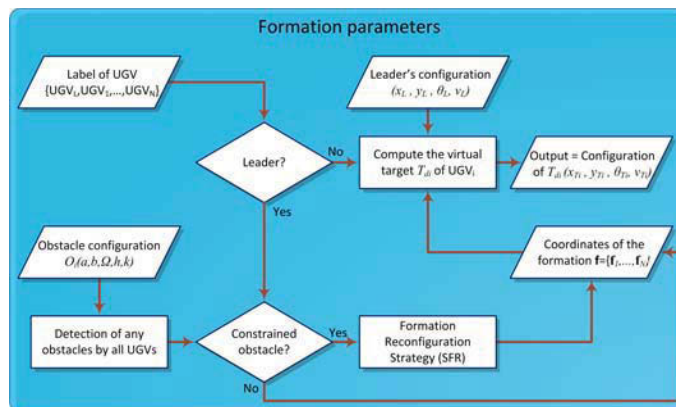 Formation parameters
Label of UGV
{UGV_L,UGV_1,...,UGV_N}
Leader's configuration
(x_L , y_L , θ_L, v_L)
Leader?
No
Compute the virtual
target T_di of UGV_i
Output = Configuration
of T_di (x_Ti , y_Ti , θ_Ti, v_Ti)
Yes
Obstacle configuration
O_i(a,b,Ω,h,k)
Coordinates of the
formation f={f_1,...,f_N}
Detection of any
obstacles by all UGVs
Constrained
obstacle?
Yes
Formation
Reconfiguration
Strategy (SFR)
No